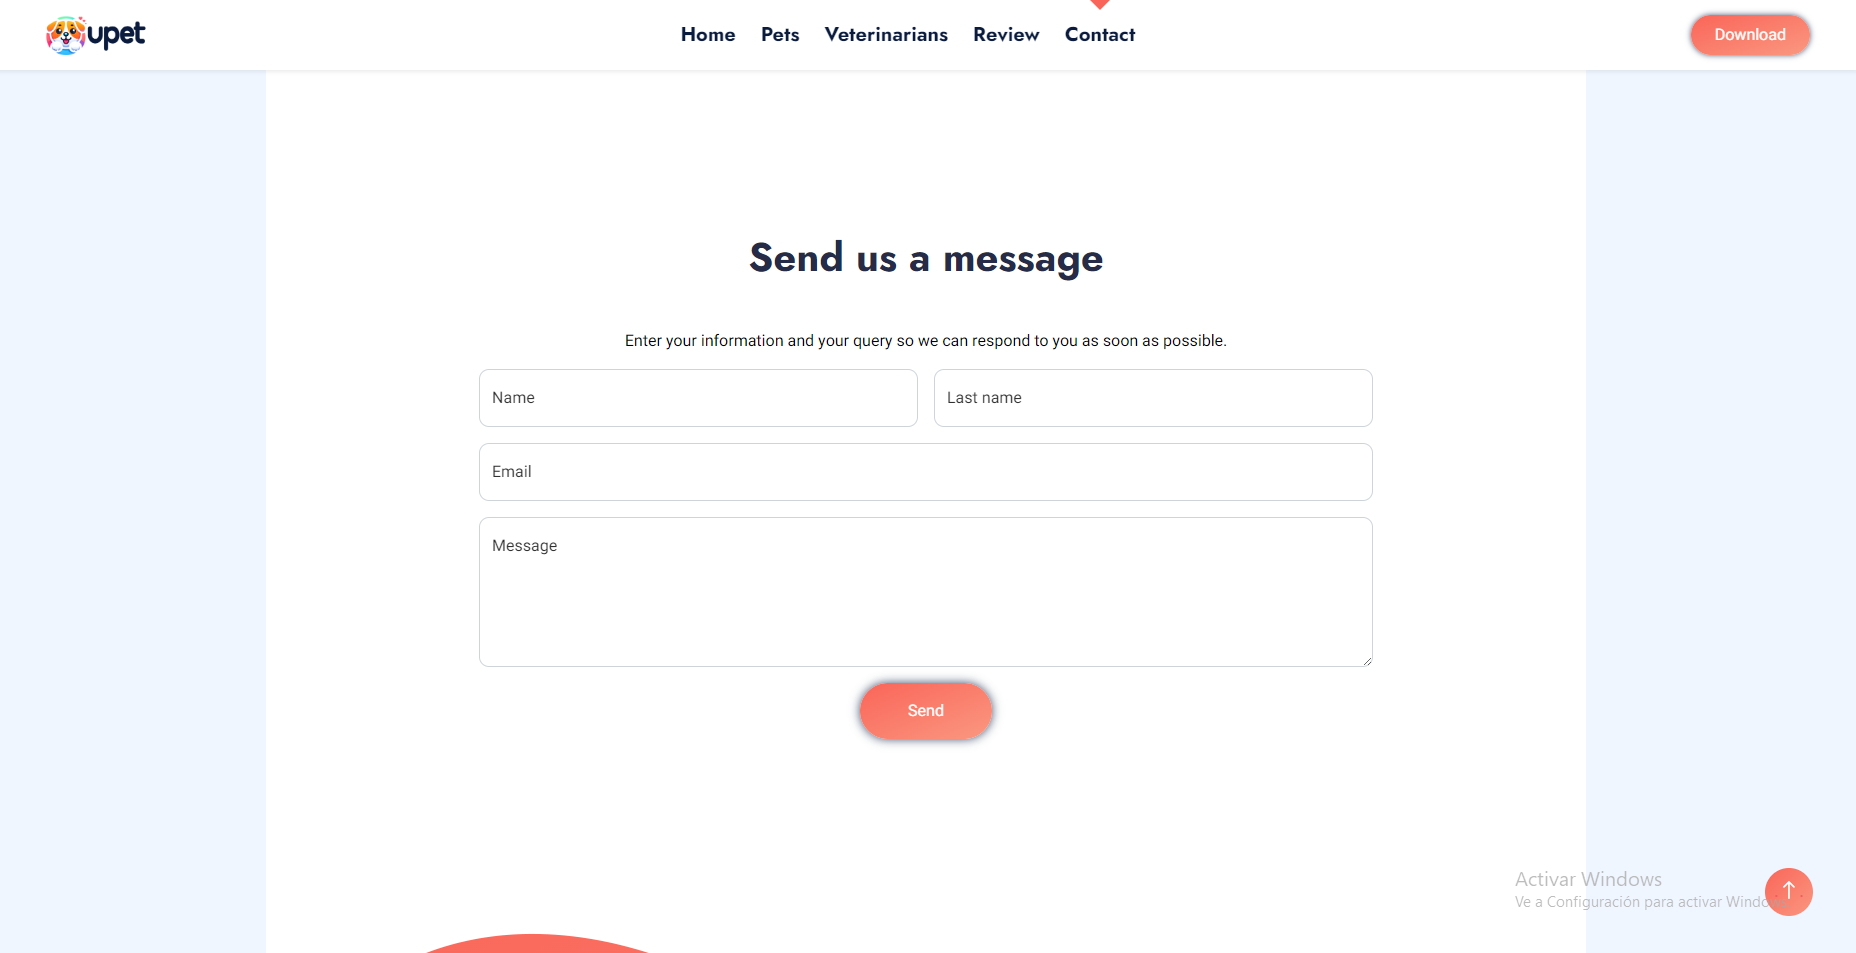 upet
Home Pets Veterinarians Review Contact
Download
Send us a message
Enter your information and your query so we can respond to you as soon as possible.
Name Last name
Email
Message
Send
Activar Windows
Ve a Configuración para activar